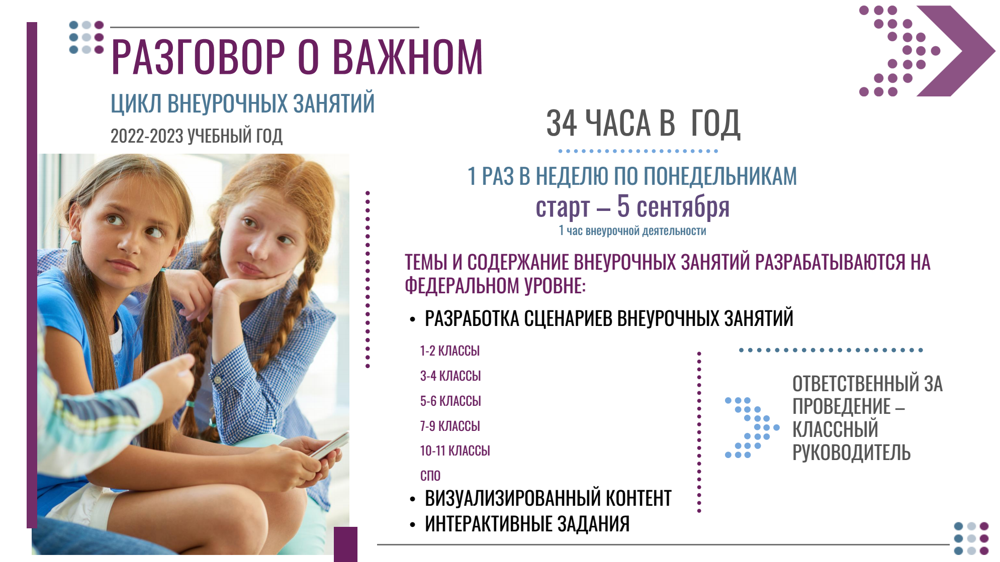 РАЗГОВОР О ВАЖНОМ
ЦИКЛ ВНЕУРОЧНЫХ ЗАНЯТИЙ
2022-2023 УЧЕБНЫЙ ГОД
34 ЧАСА В ГОД
1 РАЗ В НЕДЕЛЮ ПО ПОНЕДЕЛЬНИКАМ
старт – 5 сентября
1 час внеурочной деятельности
ТЕМЫ И СОДЕРЖАНИЕ ВНЕУРОЧНЫХ ЗАНЯТИЙ РАЗРАБАТЫВАЮТСЯ НА
ФЕДЕРАЛЬНОМ УРОВНЕ:
• РАЗРАБОТКА СЦЕНАРИЕВ ВНЕУРОЧНЫХ ЗАНЯТИЙ
1-2 КЛАССЫ
3-4 КЛАССЫ
5-6 КЛАССЫ
7-9 КЛАССЫ
10-11 КЛАССЫ
СПО
• ВИЗУАЛИЗИРОВАННЫЙ КОНТЕНТ
• ИНТЕРАКТИВНЫЕ ЗАДАНИЯ
ОТВЕТСТВЕННЫЙ ЗА
ПРОВЕДЕНИЕ –
КЛАССНЫЙ
РУКОВОДИТЕЛЬ